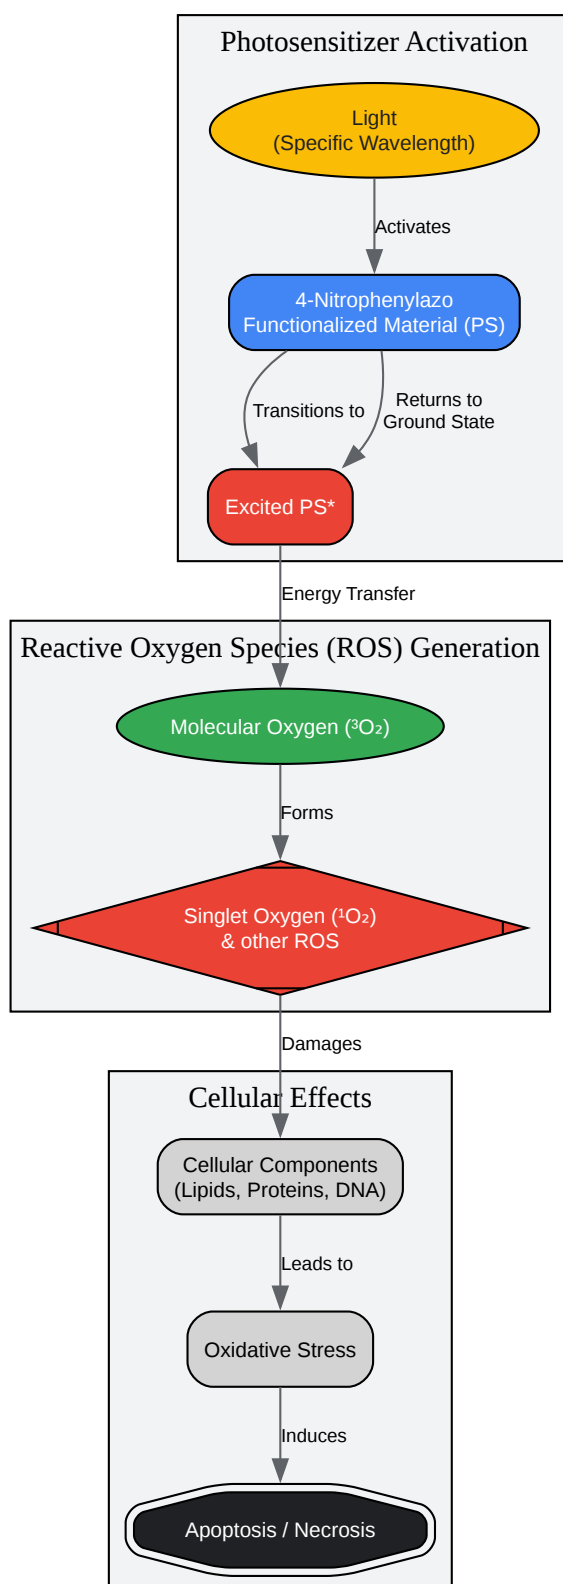 Photosensitizer Activation
Light
(Specific Wavelength)
Activates
4-Nitrophenylazo
Functionalized Material (PS)
Transitions to
Returns to
Ground State
Excited PS*
Energy Transfer
Reactive Oxygen Species (ROS) Generation
Molecular Oxygen (³O₂)
Forms
Singlet Oxygen (¹O₂)
& other ROS
Damages
Cellular Effects
Cellular Components
(Lipids, Proteins, DNA)
Leads to
Oxidative Stress
Induces
Apoptosis / Necrosis